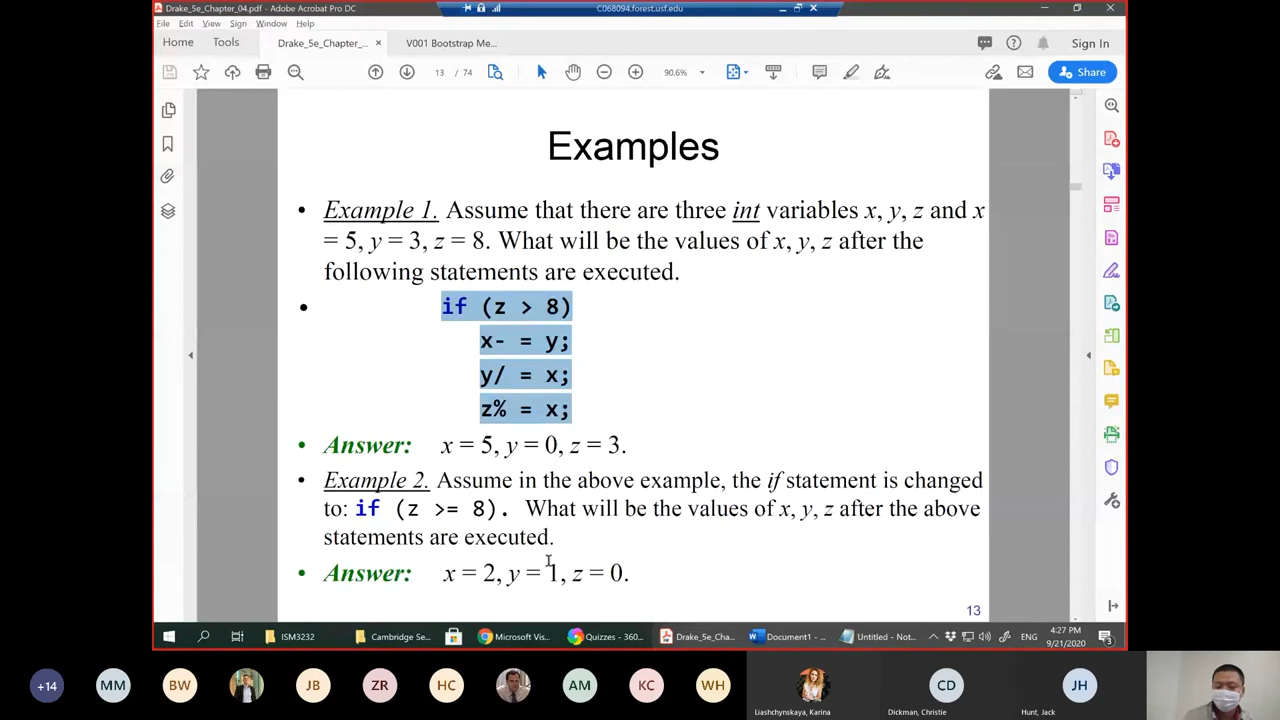 Drake_5e_Chapter_04.pdf - Adobe Acrobat Pro DC
C068094.forest.usf.edu
File Edit View Sign Window Help
Home Tools Drake_5e_Chapter_... × V001 Bootstrap Me... Sign In
13 / 74 90.6% Share
Examples
• Example 1. Assume that there are three int variables x, y, z and x
= 5, y = 3, z = 8. What will be the values of x, y, z after the
following statements are executed.
• if (z > 8)
x- = y;
y/ = x;
z% = x;
• Answer: x = 5, y = 0, z = 3.
• Example 2. Assume in the above example, the if statement is changed
to: if (z >= 8). What will be the values of x, y, z after the above
statements are executed.
• Answer: x = 2, y = 1, z = 0.
13
ISM3232 Cambridge Se... Microsoft Vis... Quizzes - 360... Drake_5e_Cha... Document1 - ... Untitled - Not... ENG 4:27 PM
9/21/2020 3
+14 MM BW JB ZR HC AM KC WH CD JH
Liashchynskaya, Karina Dickman, Christie Hunt, Jack